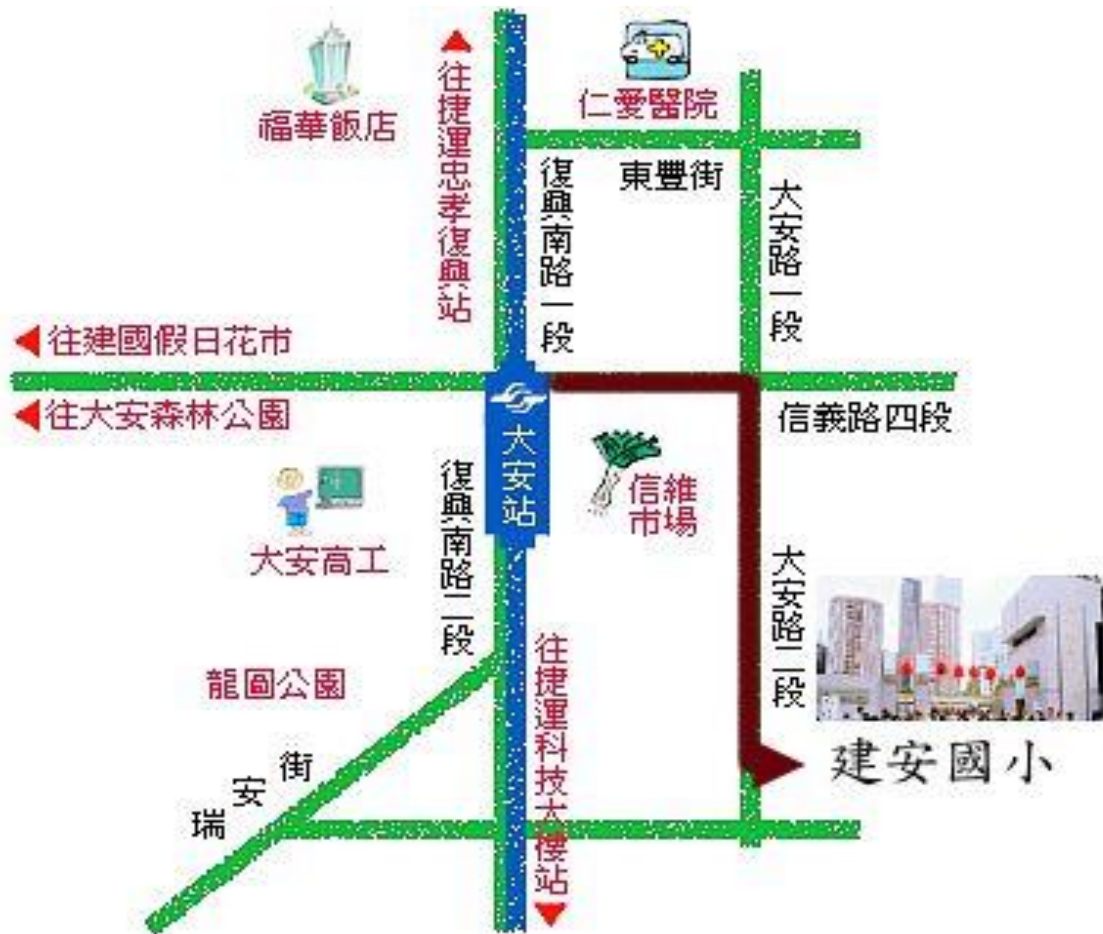 福華飯店
往捷運忠孝復興站
仁愛醫院
東豐街
復興南路一段
大安路一段
往建國假日花市
往大安森林公園
信義路四段
大安站
信維
市場
大安高工
復興南路二段
大安路二段
龍圖公園
瑞安街
往捷運科技大樓站
建安國小